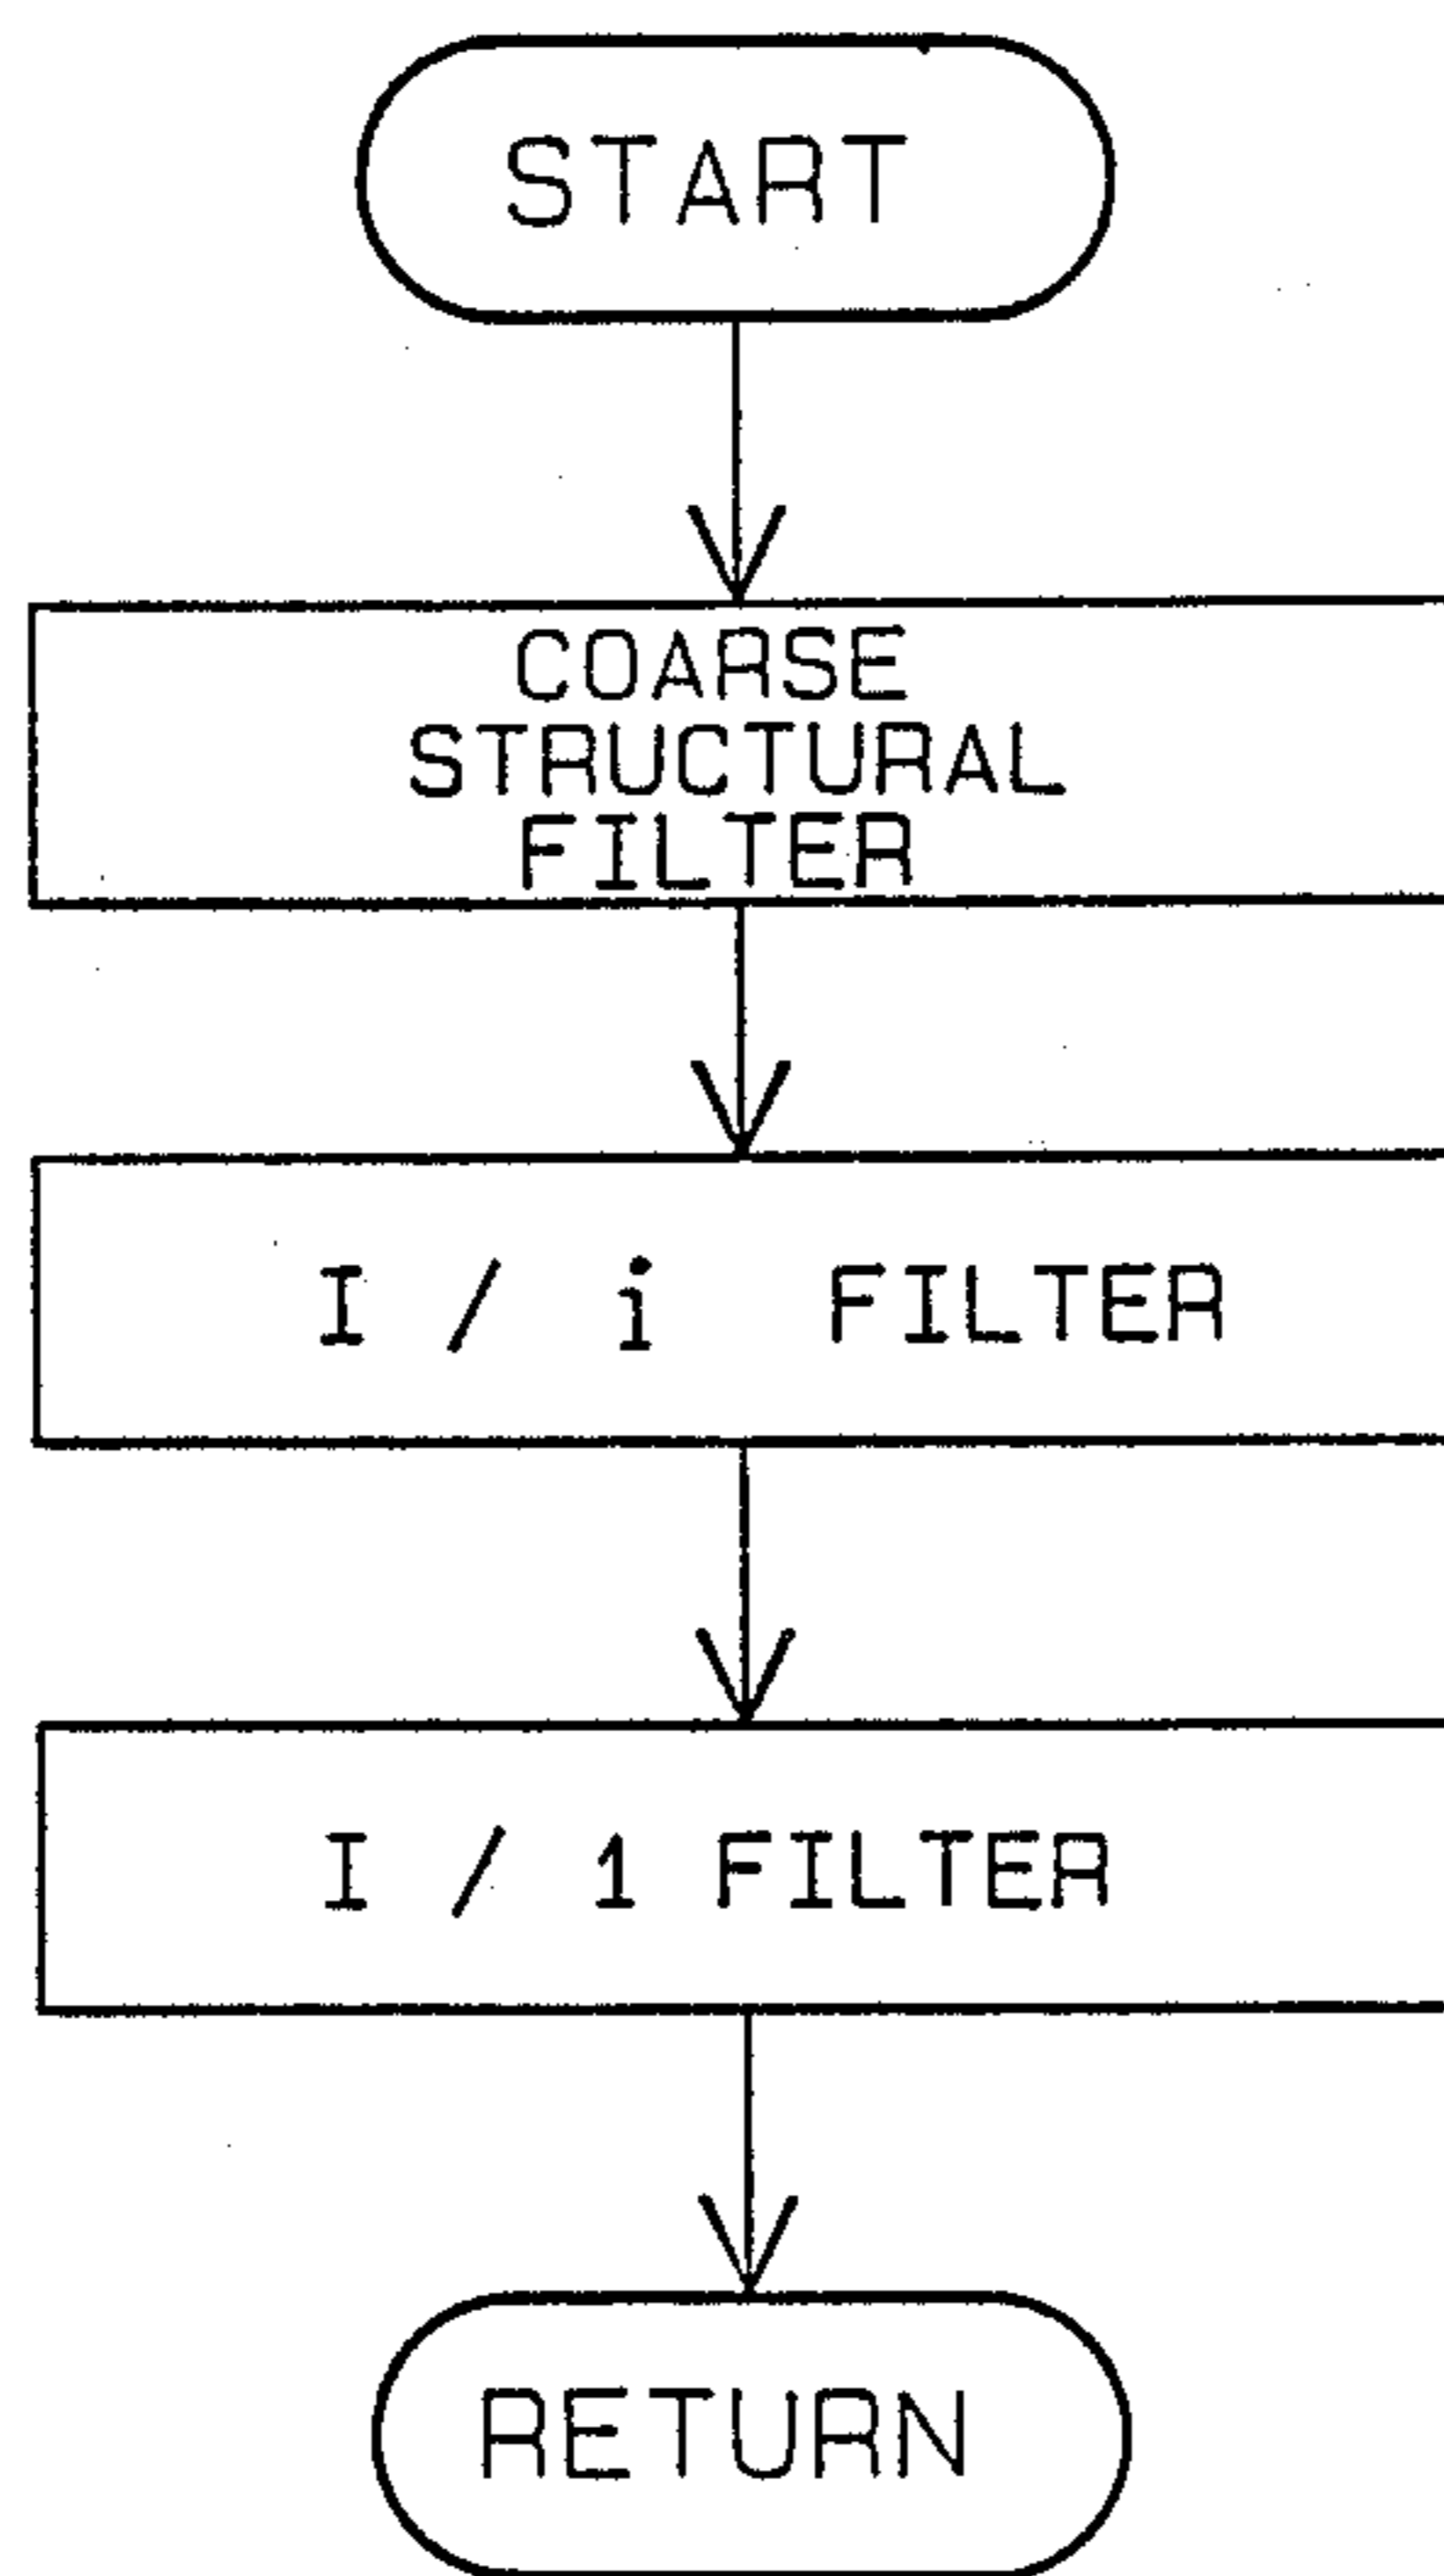 START
COARSE
STRUCTURAL
FILTER
I / i FILTER
I / 1 FILTER
RETURN